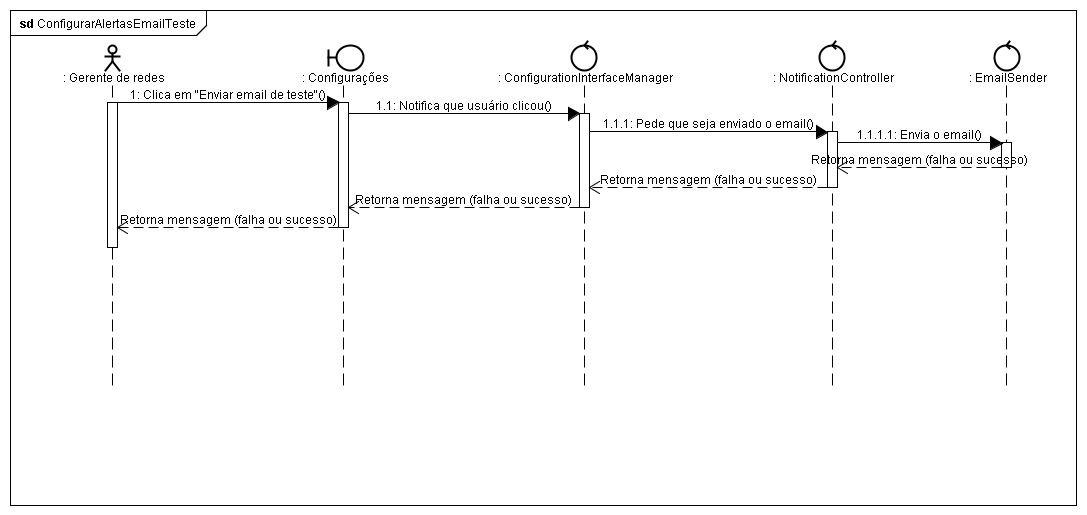 sd ConfigurarAlertasEmailTeste
: Gerente de redes
: Configurações
: ConfigurationInterfaceManager
: NotificationController
: EmailSender
1: Clica em "Enviar email de teste"()
1.1: Notifica que usuário clicou()
1.1.1: Pede que seja enviado o email()
1.1.1.1: Envia o email()
Retorna mensagem (falha ou sucesso)
Retorna mensagem (falha ou sucesso)
Retorna mensagem (falha ou sucesso)
Retorna mensagem (falha ou sucesso)